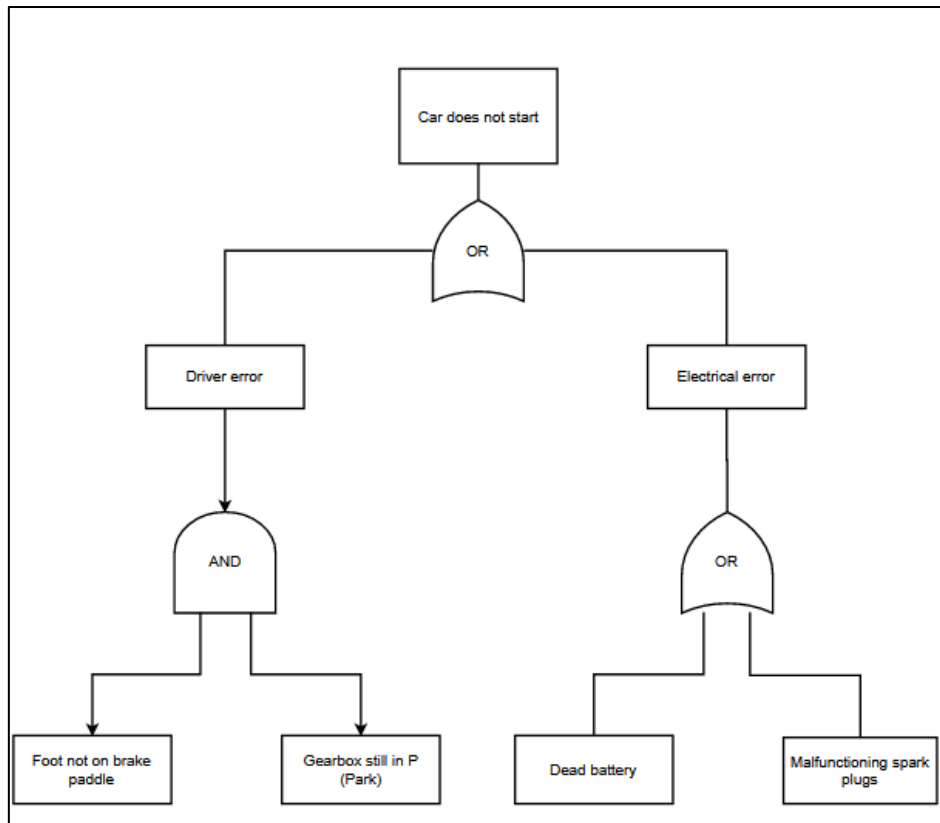 Car does not start
OR
Driver error
Electrical error
AND
OR
Foot not on brake
paddle
Gearbox still in P
(Park)
Dead battery
Malfunctioning spark
plugs